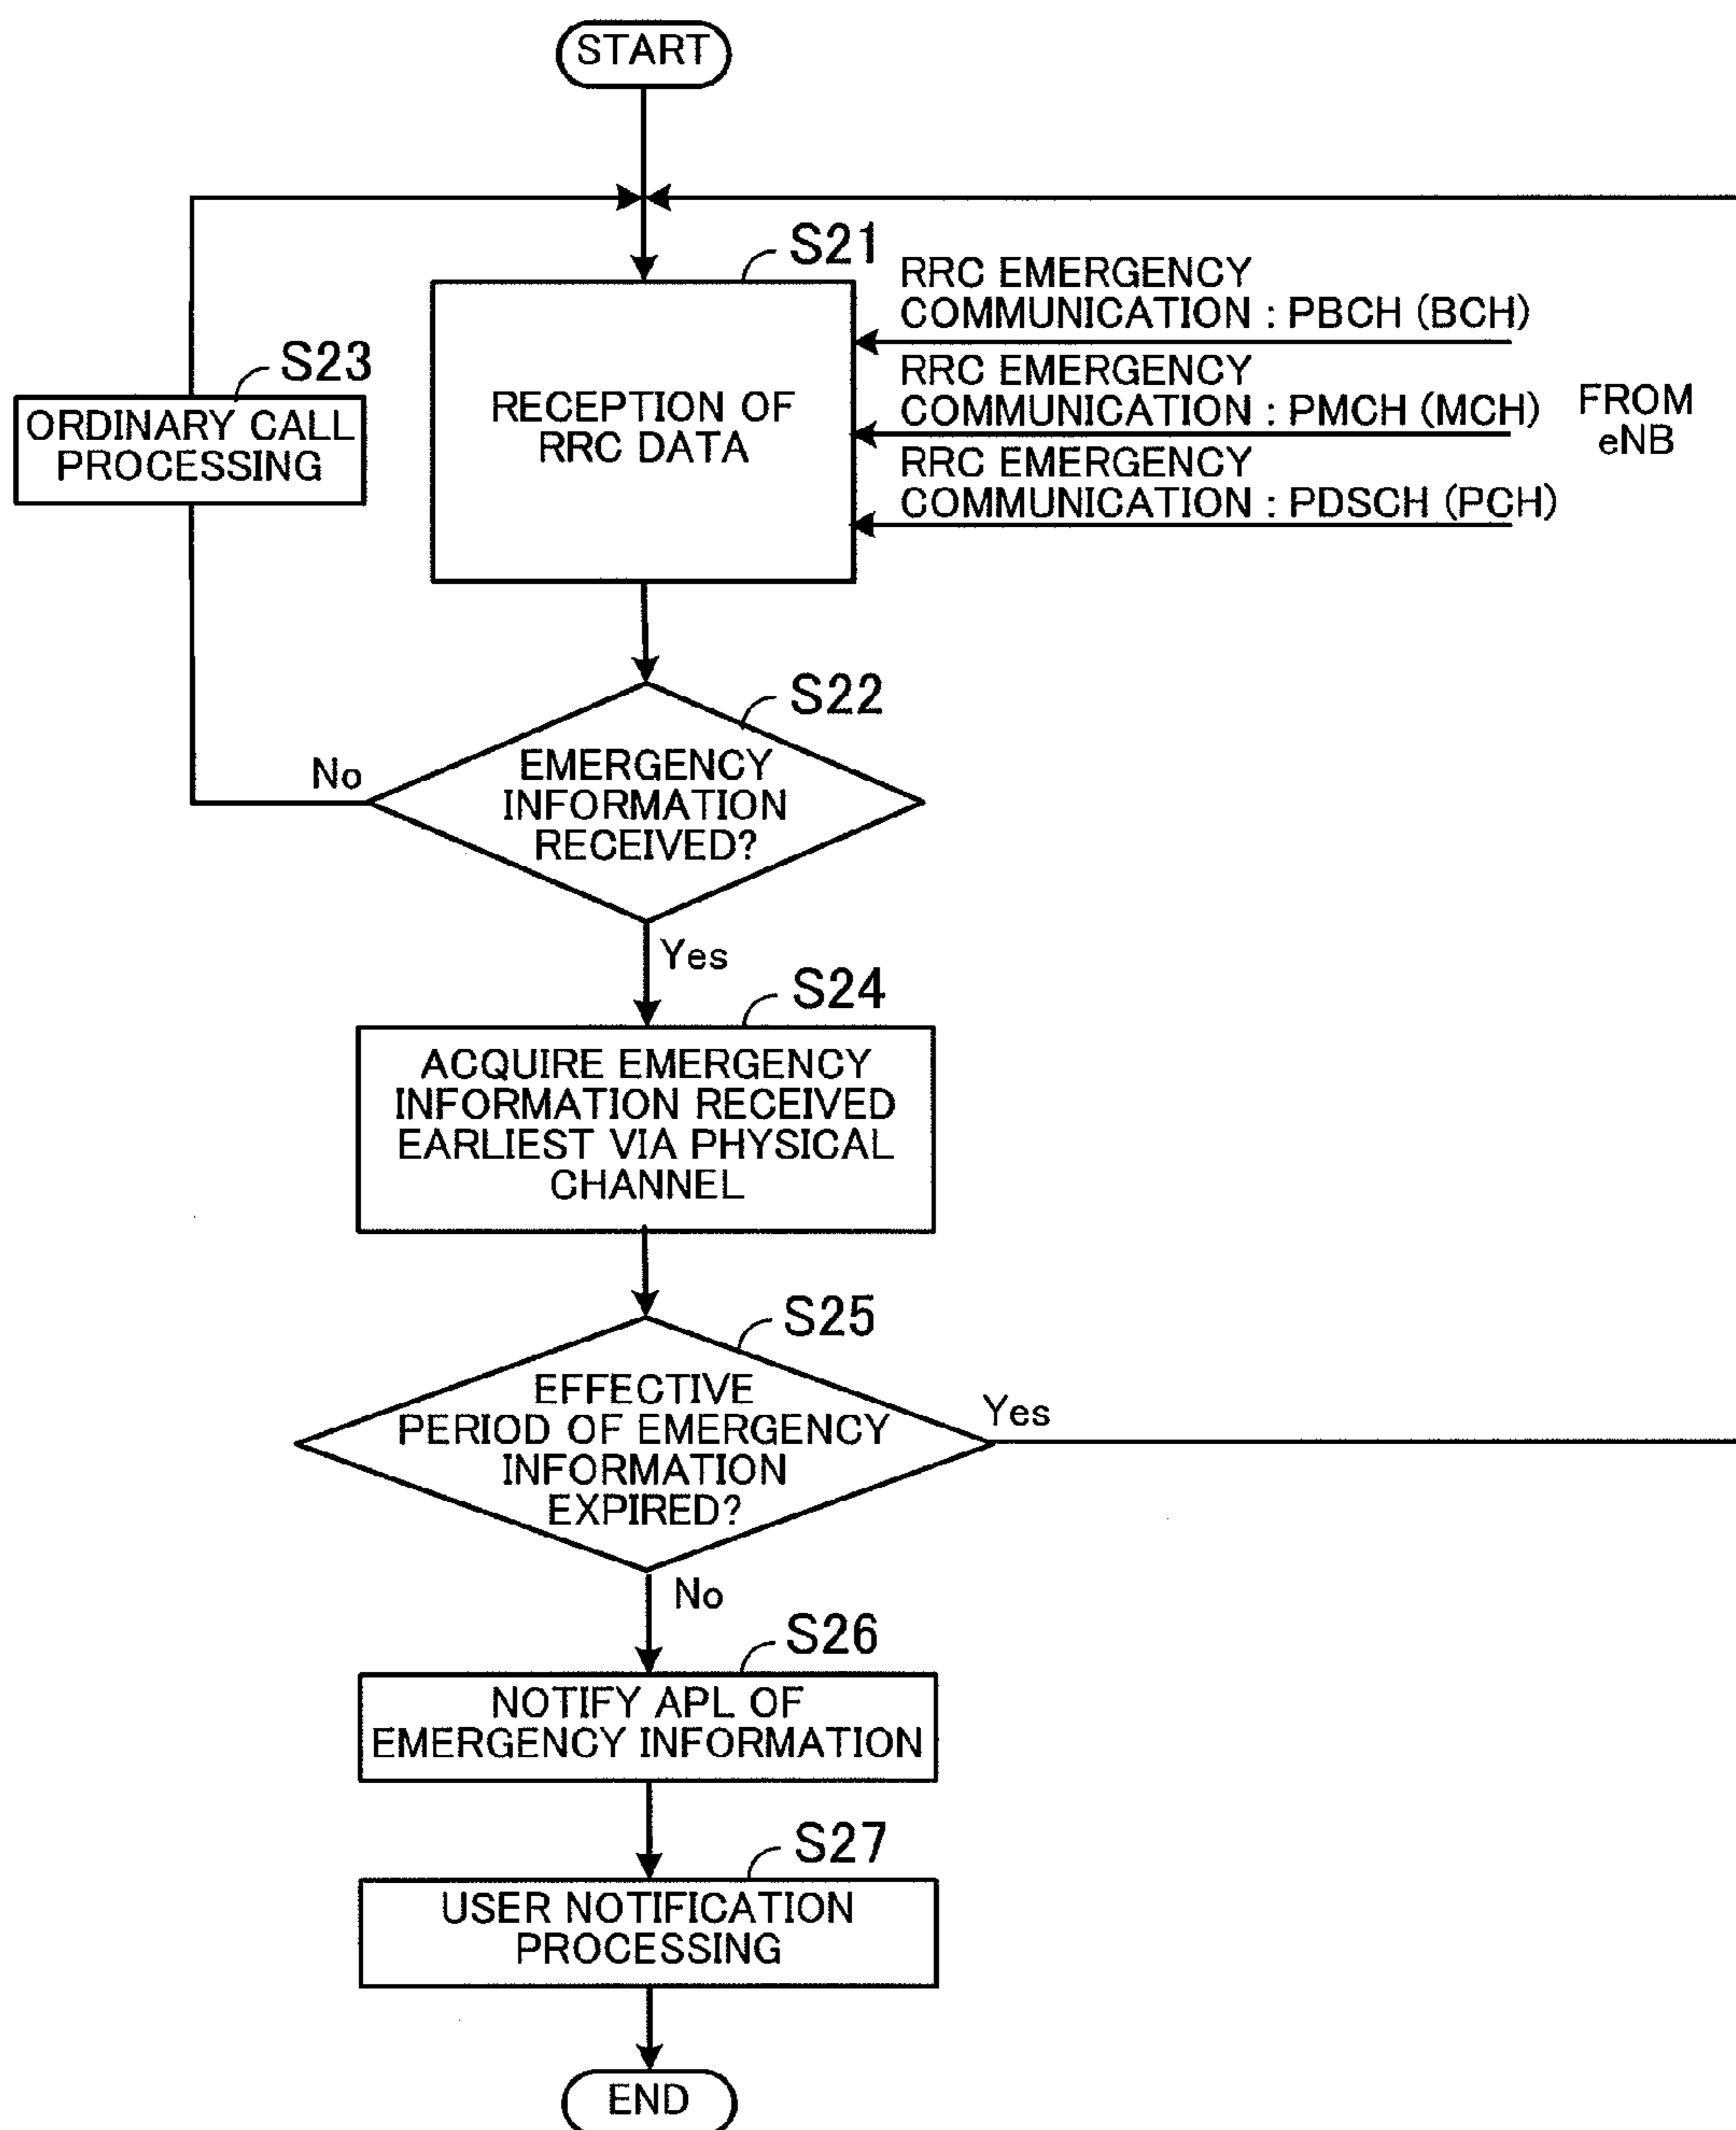 START
S21
RRC EMERGENCY
COMMUNICATION : PBCH (BCH)
RRC EMERGENCY
COMMUNICATION : PMCH (MCH)
RRC EMERGENCY
COMMUNICATION : PDSCH (PCH)
FROM
eNB
RECEPTION OF
RRC DATA
S23
ORDINARY CALL
PROCESSING
S22
EMERGENCY
INFORMATION
RECEIVED?
No
Yes
S24
ACQUIRE EMERGENCY
INFORMATION RECEIVED
EARLIEST VIA PHYSICAL
CHANNEL
S25
EFFECTIVE
PERIOD OF EMERGENCY
INFORMATION
EXPIRED?
Yes
No
S26
NOTIFY APL OF
EMERGENCY INFORMATION
S27
USER NOTIFICATION
PROCESSING
END